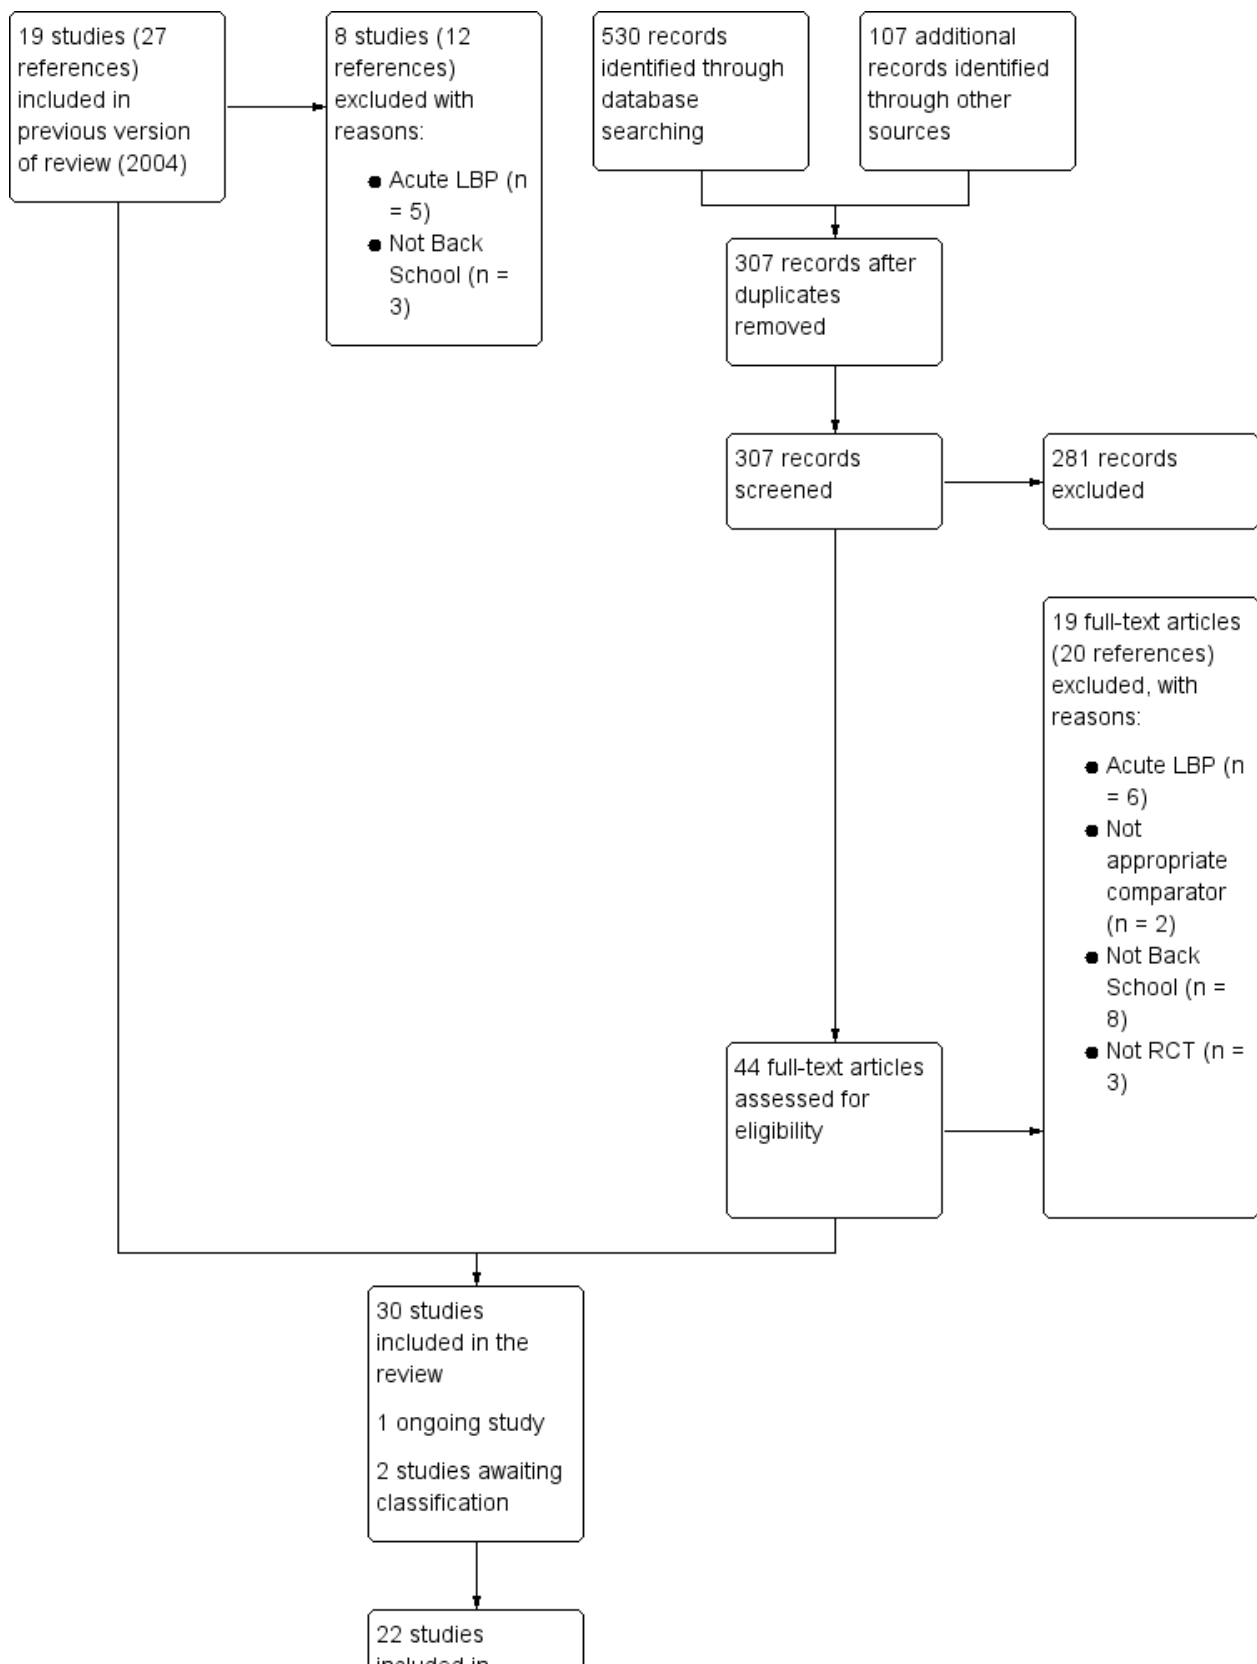 19 studies (27
references)
included in
previous version
of review (2004)
8 studies (12
references)
excluded with
reasons:
● Acute LBP (n
= 5)
● Not Back
School (n =
3)
530 records
identified through
database
searching
107 additional
records identified
through other
sources
307 records after
duplicates
removed
307 records
screened
281 records
excluded
19 full-text articles
(20 references)
excluded, with
reasons:
● Acute LBP (n
= 6)
● Not
appropriate
comparator
(n = 2)
● Not Back
School (n =
8)
● Not RCT (n =
3)
44 full-text articles
assessed for
eligibility
30 studies
included in the
review
1 ongoing study
2 studies awaiting
classification
22 studies
included in